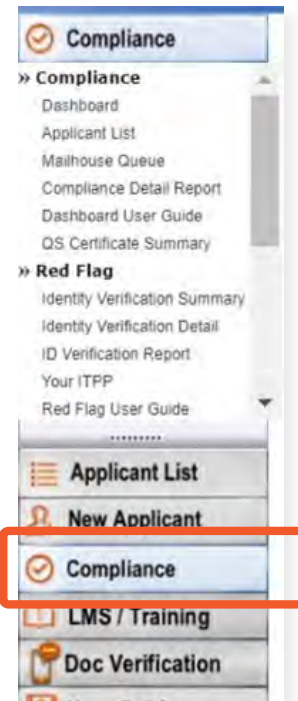 Compliance
» Compliance
Dashboard
Applicant List
Mailhouse Queue
Compliance Detail Report
Dashboard User Guide
QS Certificate Summary
» Red Flag
Identity Verification Summary
Identity Verification Detail
ID Verification Report
Your ITPP
Red Flag User Guide
Applicant List
New Applicant
Compliance
LMS / Training
Doc Verification